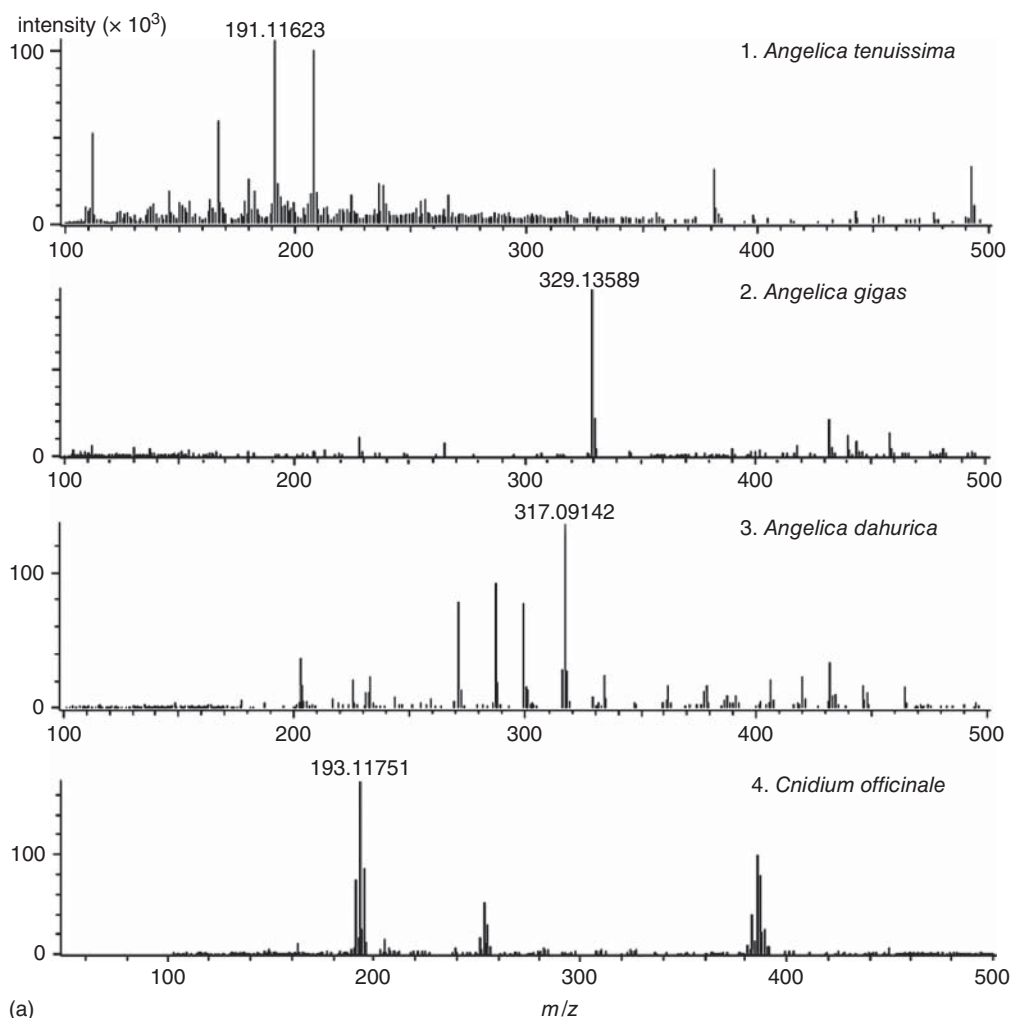 intensity (× 10³)
191.11623
1. Angelica tenuissima
100
0
100 200 300 400 500
329.13589
2. Angelica gigas
0
100 200 300 400 500
317.09142
3. Angelica dahurica
100
0
100 200 300 400 500
193.11751
4. Cnidium officinale
100
0
100 200 300 400 500
(a) m/z